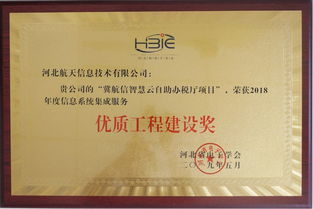 HBIE
河北航天信息技术有限公司：
贵公司的“冀航信智慧云自助办税厅项目”，荣获2018
年度信息系统集成服务
优质工程建设奖
河北省电子学会
二〇一九年五月